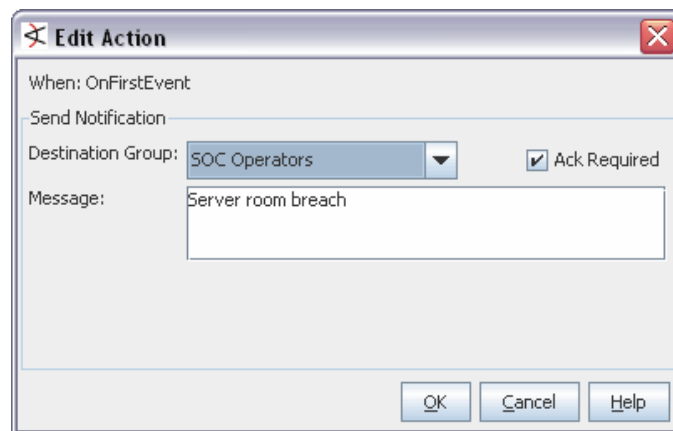 Edit Action
When: OnFirstEvent
Send Notification
Destination Group: SOC Operators Ack Required
Message: Server room breach
OK Cancel Help